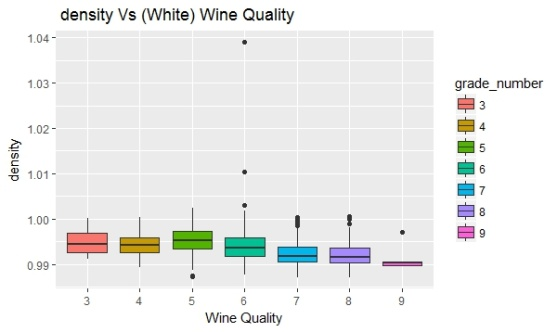 density Vs (White) Wine Quality
1.04
1.03
1.02
1.01
1.00
0.99
density
3 4 5 6 7 8 9
Wine Quality
grade_number
3
4
5
6
7
8
9